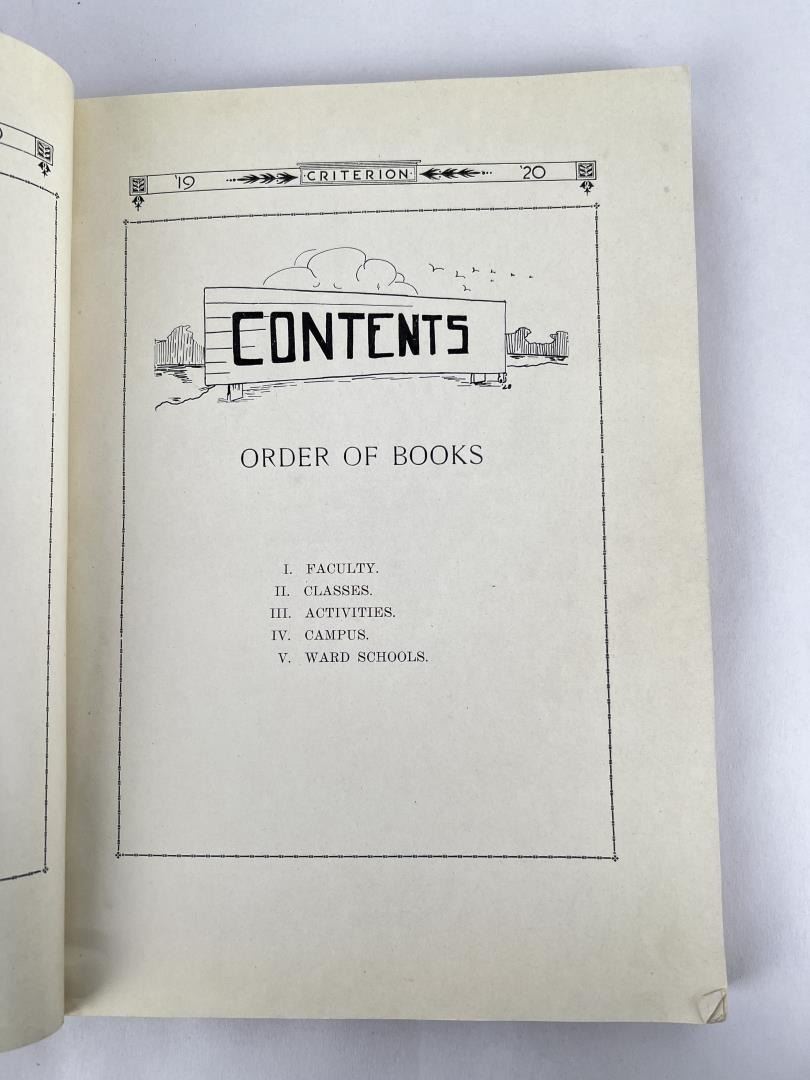 '19 CRITERION '20
CONTENTS
ORDER OF BOOKS
I. FACULTY.
II. CLASSES.
III. ACTIVITIES.
IV. CAMPUS.
V. WARD SCHOOLS.